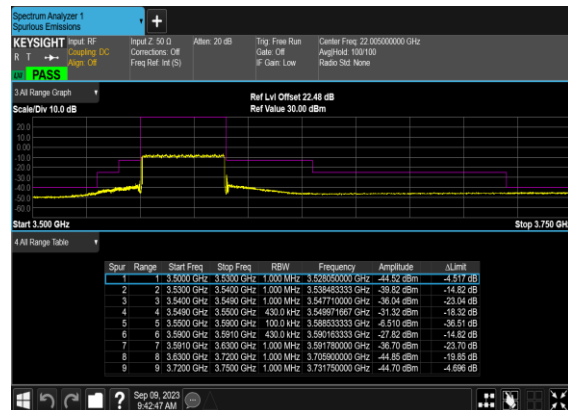 Spectrum Analyzer 1
Spurious Emissions
KEYSIGHT Input: RF Input Z: 50 Ω Atten: 20 dB Trig: Free Run Center Freq: 22.005000000 GHz
R T Coupling: DC Corrections: Off Gate: Off Avg|Hold: 100/100
Align: Off Freq Ref: Int (S) IF Gain: Low Radio Std: None
PASS
3 All Range Graph
Ref Lvl Offset 22.48 dB
Scale/Div 10.0 dB Ref Value 30.00 dBm
20.0
10.0
0.00
-10.0
-20.0
-30.0
-40.0
-50.0
-60.0
Start 3.500 GHz Stop 3.750 GHz
4 All Range Table
Spur Range Start Freq Stop Freq RBW Frequency Amplitude ΔLimit
1 1 3.5000 GHz 3.5300 GHz 1.000 MHz 3.528050000 GHz -44.52 dBm -4.517 dB
2 2 3.5300 GHz 3.5400 GHz 1.000 MHz 3.538483333 GHz -39.82 dBm -14.82 dB
3 3 3.5400 GHz 3.5490 GHz 1.000 MHz 3.547710000 GHz -36.04 dBm -23.04 dB
4 4 3.5490 GHz 3.5500 GHz 430.0 kHz 3.549971667 GHz -31.32 dBm -18.32 dB
5 5 3.5500 GHz 3.5900 GHz 100.0 kHz 3.588533333 GHz -6.510 dBm -36.51 dB
6 6 3.5900 GHz 3.5910 GHz 430.0 kHz 3.590163333 GHz -27.82 dBm -14.82 dB
7 7 3.5910 GHz 3.6300 GHz 1.000 MHz 3.591780000 GHz -36.70 dBm -23.70 dB
8 8 3.6300 GHz 3.7200 GHz 1.000 MHz 3.705900000 GHz -44.85 dBm -19.85 dB
9 9 3.7200 GHz 3.7500 GHz 1.000 MHz 3.731750000 GHz -44.70 dBm -4.696 dB
Sep 09, 2023
9:42:47 AM